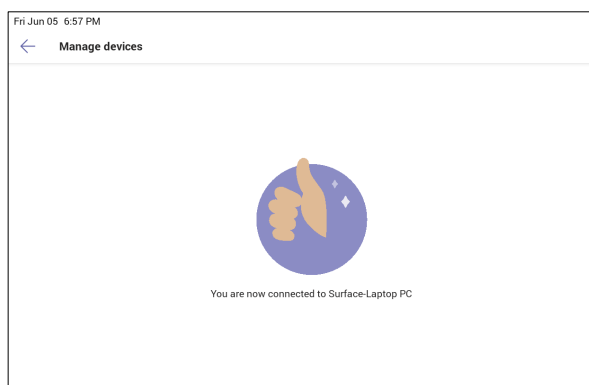 Fri Jun 05 6:57 PM
Manage devices
You are now connected to Surface-Laptop PC